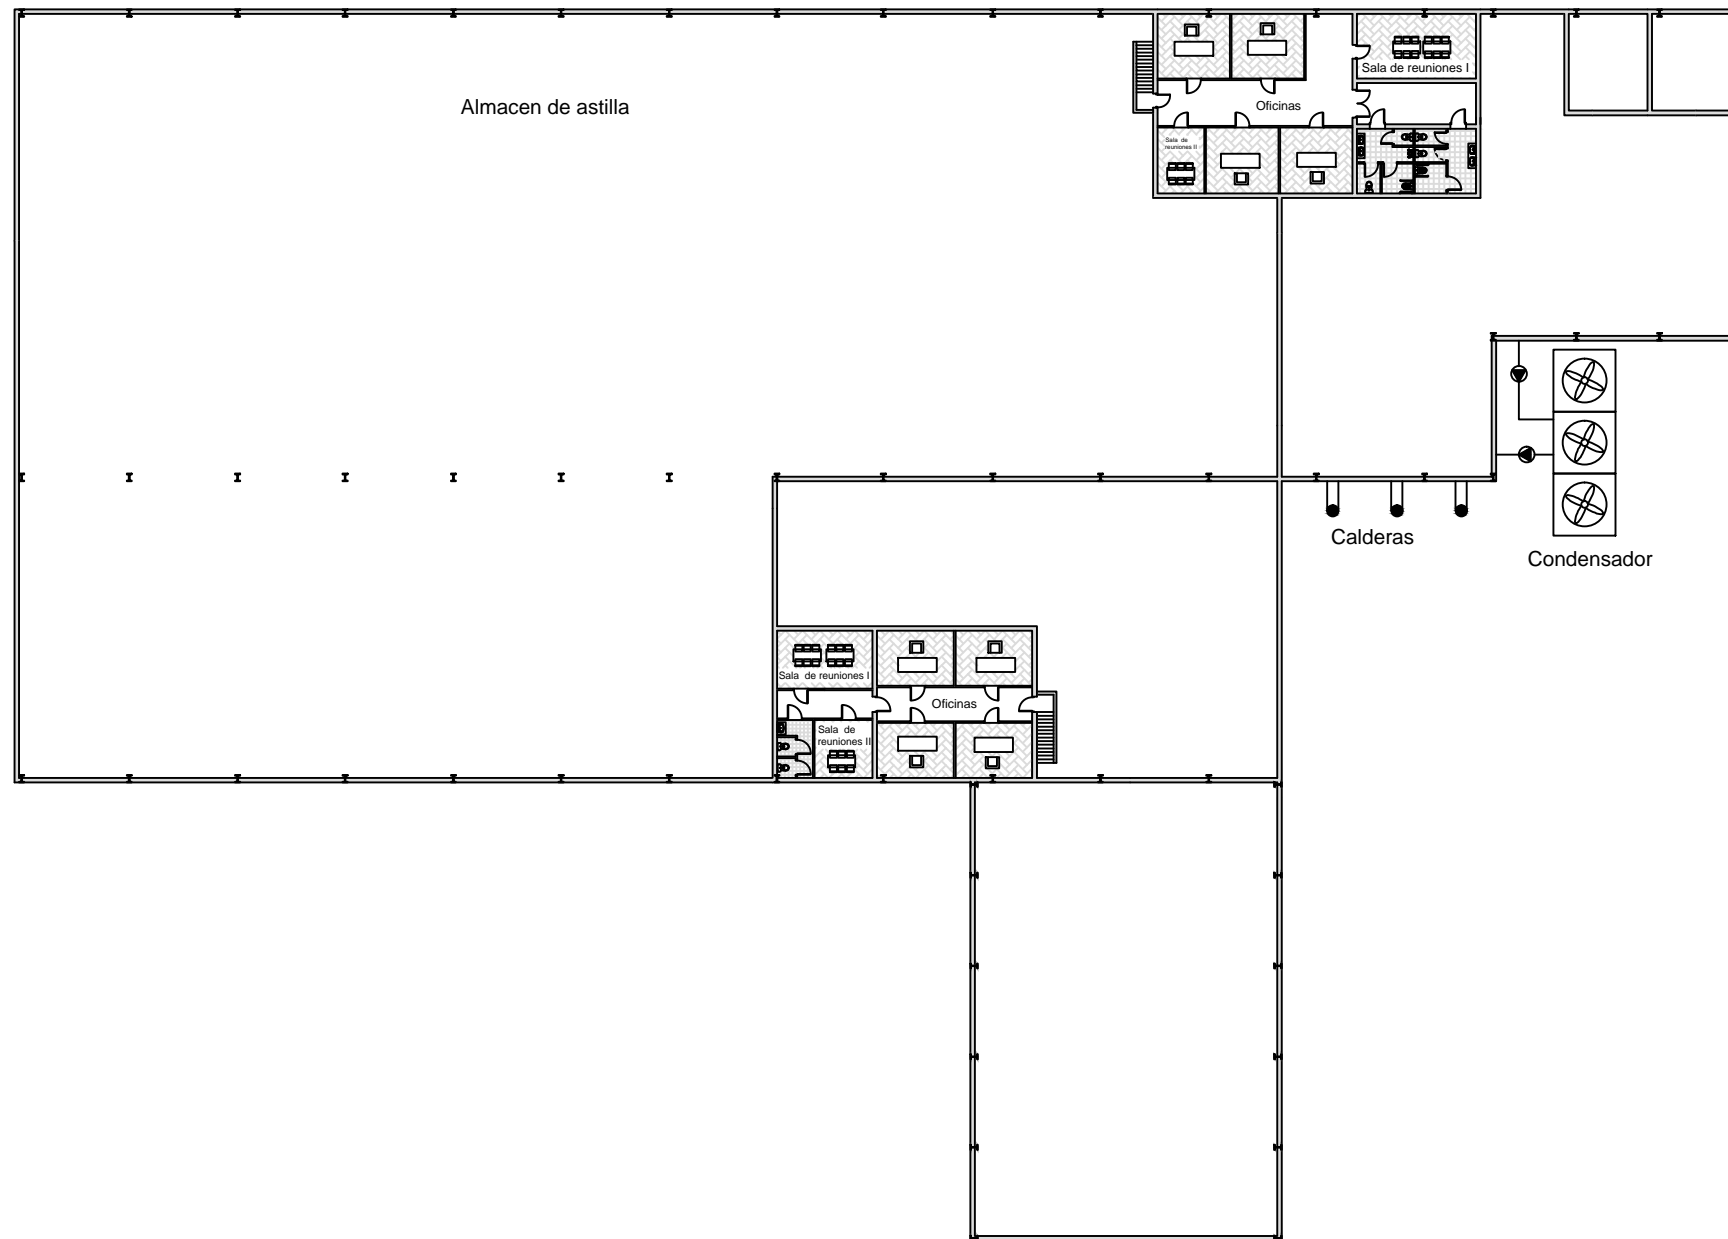 Almacen de astilla
Sala de reuniones I
Oficinas
Sala de
reuniones II
Calderas
Condensador
Sala de reuniones I
Oficinas
Sala de
reuniones II